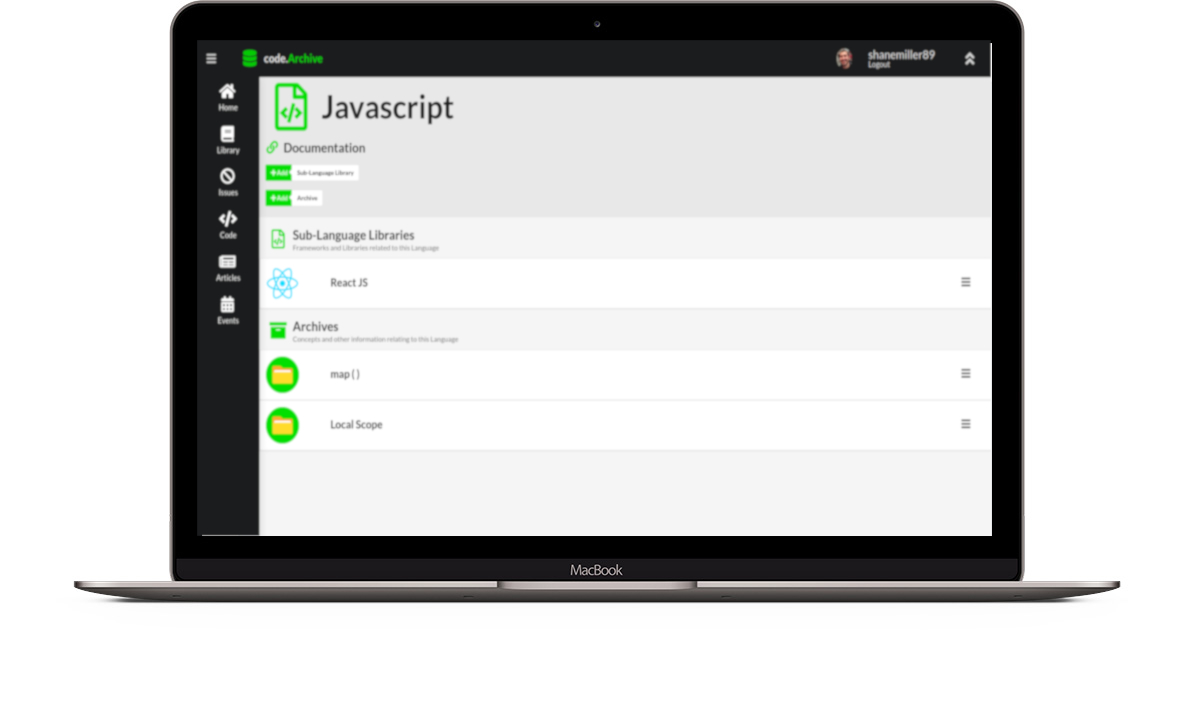 code.Archive
shanemiller89
Logout
Home
Library
Issues
Code
Articles
Events
Javascript
Documentation
+Add
Sub-Language Library
+Add
Archive
Sub-Language Libraries
Frameworks and Libraries related to this Language
React JS
Archives
Concepts and other information relating to this Language
map ( )
Local Scope
MacBook